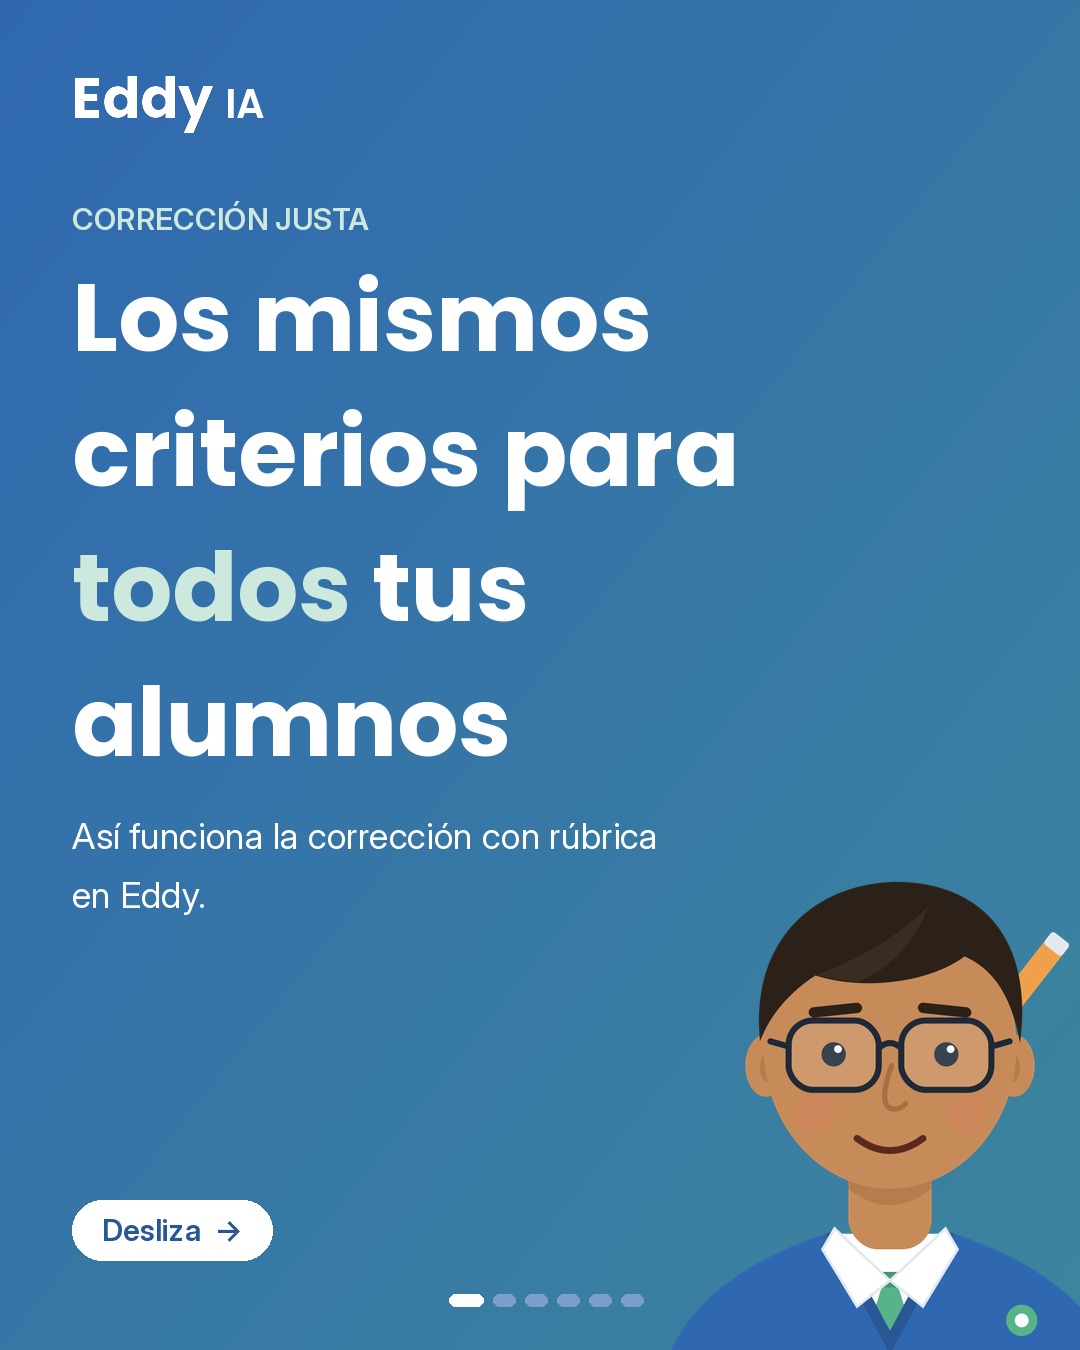 Eddy IA
CORRECCIÓN JUSTA
Los mismos
criterios para
todos tus
alumnos
Así funciona la corrección con rúbrica
en Eddy.
Desliza →